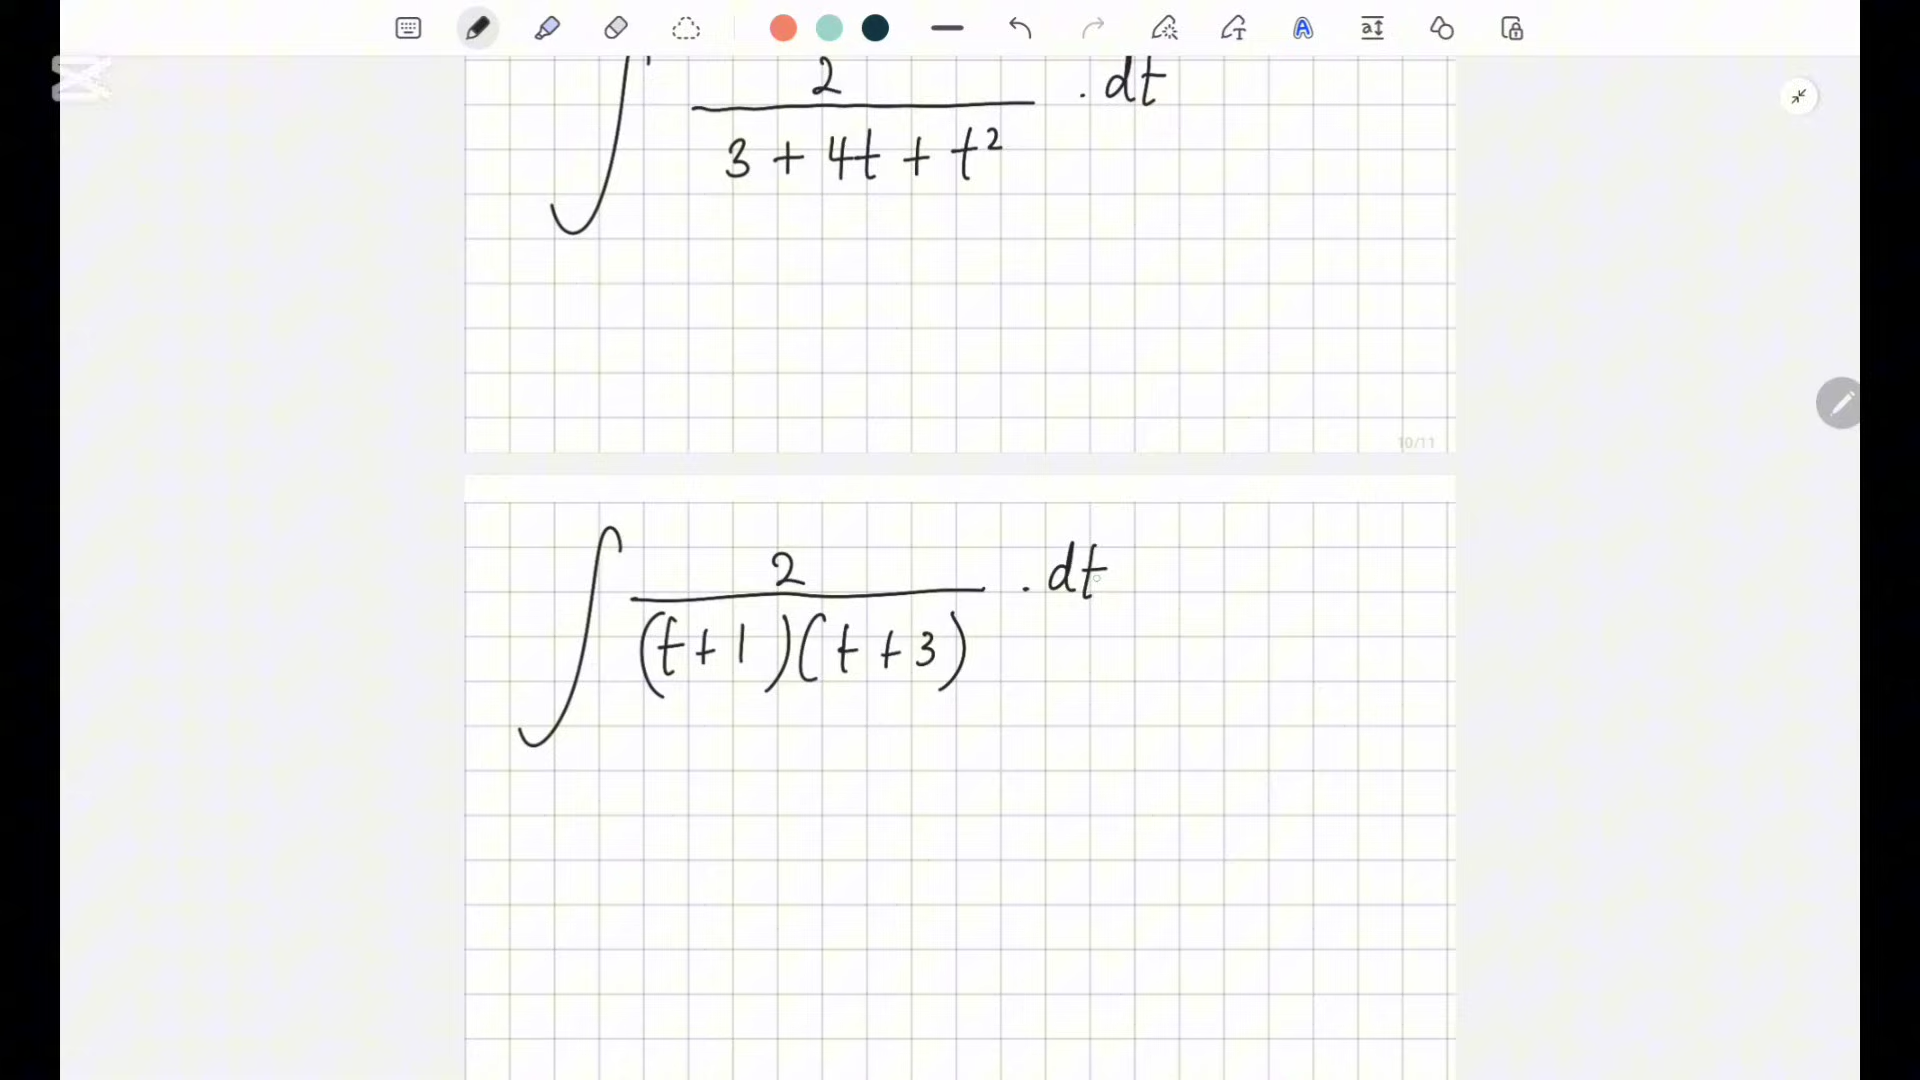 ∫ 2 / (3 + 4t + t²) . dt
10/11
∫ 2 / ((t+1)(t+3)) . dt